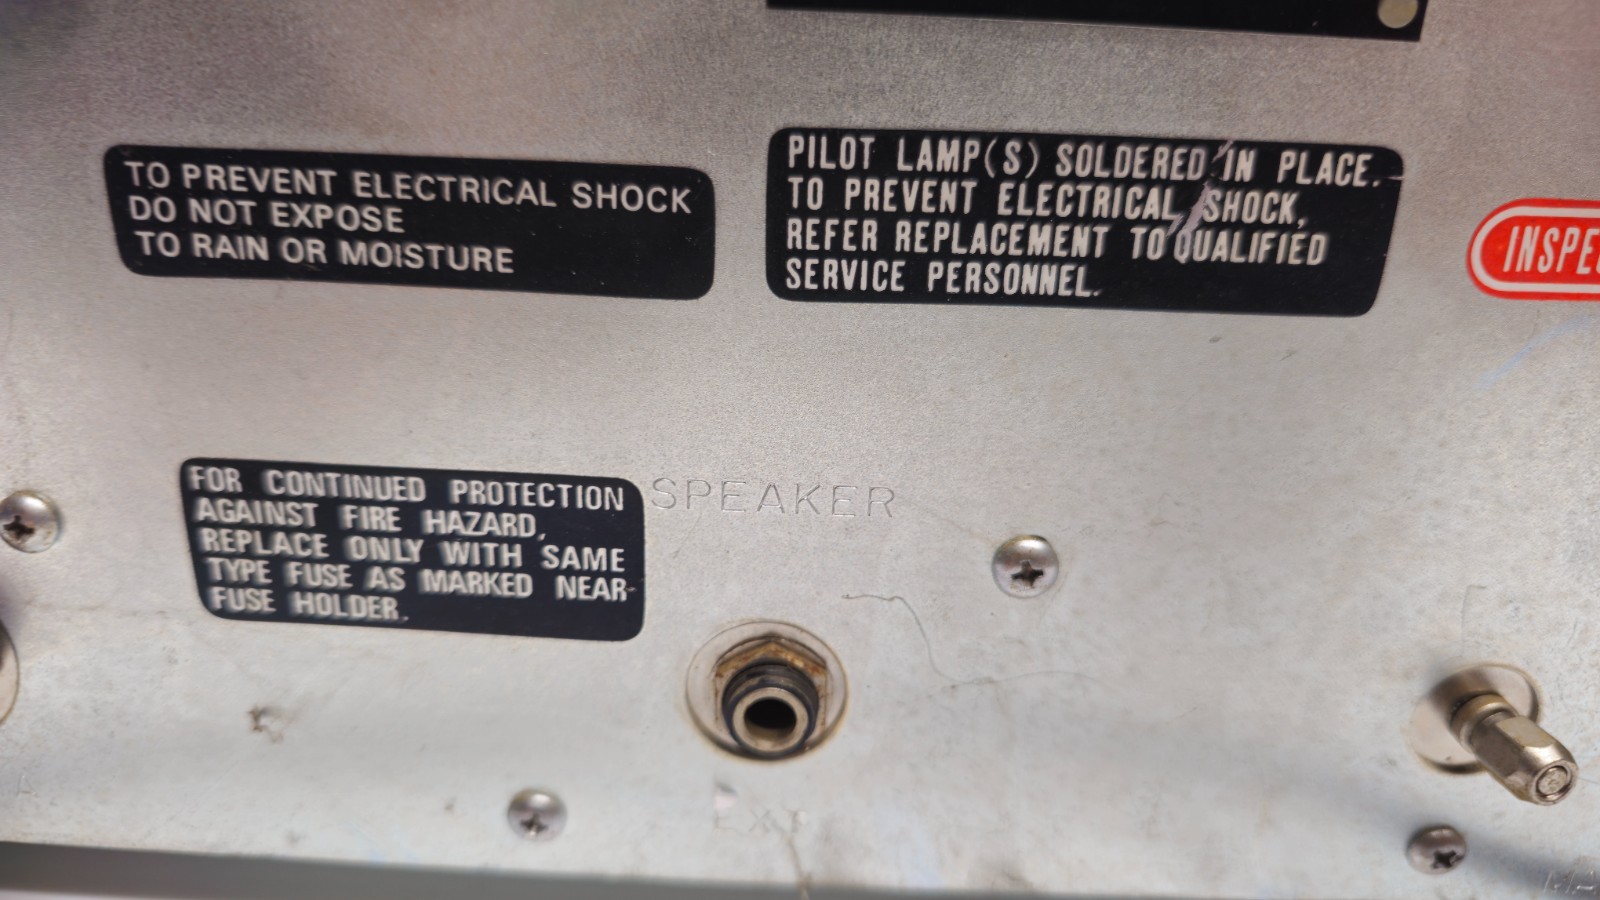 TO PREVENT ELECTRICAL SHOCK
DO NOT EXPOSE
TO RAIN OR MOISTURE
PILOT LAMP(S) SOLDERED IN PLACE.
TO PREVENT ELECTRICAL SHOCK,
REFER REPLACEMENT TO QUALIFIED
SERVICE PERSONNEL.
INSPE
FOR CONTINUED PROTECTION
AGAINST FIRE HAZARD,
REPLACE ONLY WITH SAME
TYPE FUSE AS MARKED NEAR
FUSE HOLDER.
SPEAKER
EXT